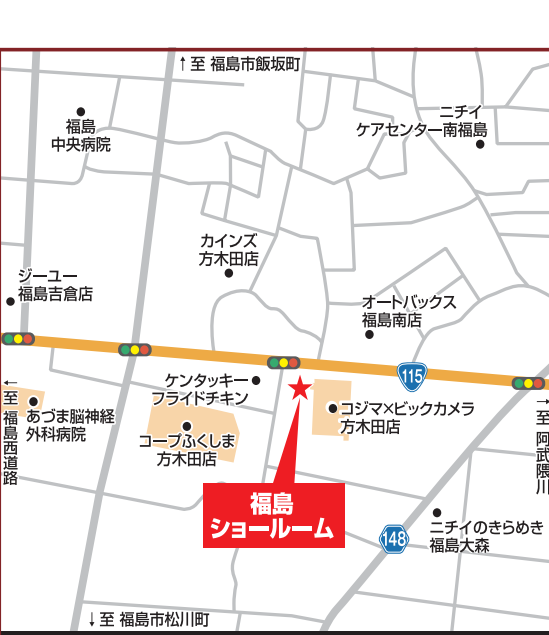 ↑至 福島市飯坂町
ニチイ
ケアセンター南福島
福島
中央病院
カインズ
方木田店
ジーユー
福島吉倉店
オートバックス
福島南店
115
ケンタッキー
フライドチキン
コジマ×ビックカメラ
方木田店
←至 福島西道路
あづま脳神経
外科病院
コープふくしま
方木田店
→至 阿武隈川
福島
ショールーム
148
ニチイのきらめき
福島大森
↓至 福島市松川町